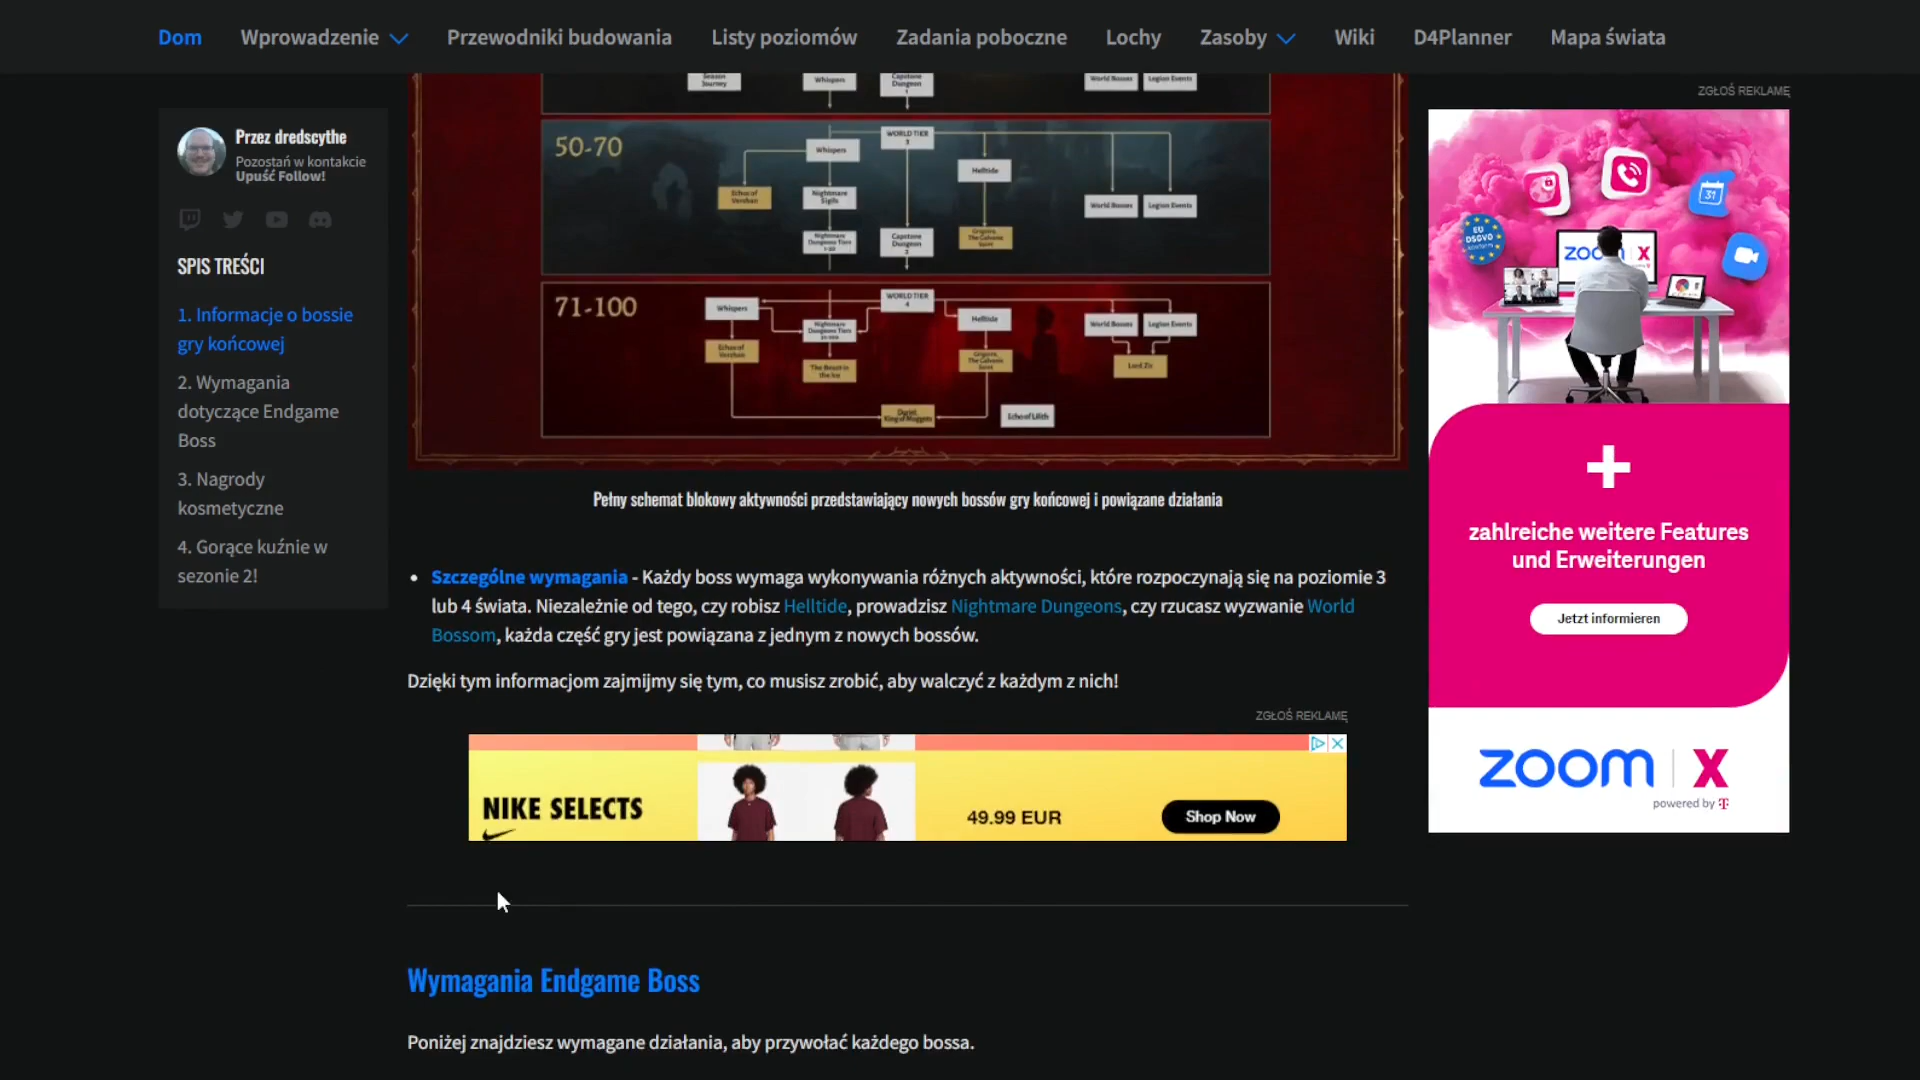 Dom
Wprowadzenie
Przewodniki budowania
Listy poziomów
Zadania poboczne
Lochy
Zasoby
Wiki
D4Planner
Mapa świata
Przez dredscythe
Pozostań w kontakcie
Upuść Follow!
SPIS TREŚCI
1. Informacje o bossie
gry końcowej
2. Wymagania
dotyczące Endgame
Boss
3. Nagrody
kosmetyczne
4. Gorące kuźnie w
sezonie 2!
Season
Journey
Whispers
Capstone
Dungeon
1
World Bosses
Legion Events
50-70
WORLD TIER
3
Whispers
Helltide
Echo of
Varshan
Nightmare
Sigils
World Bosses
Legion Events
Nightmare
Dungeons Tiers
Capstone
Dungeon
2
Grigoire,
The Galvanic
Saint
71-100
WORLD TIER
4
Whispers
Nightmare
Dungeons Tiers
Helltide
World Bosses
Legion Events
Echo of
Varshan
The Beast in
the Ice
Grigoire,
The Galvanic
Saint
Lord Zir
Duriel,
King of Maggots
Echo of Lilith
Pełny schemat blokowy aktywności przedstawiający nowych bossów gry końcowej i powiązane działania
• Szczególne wymagania - Każdy boss wymaga wykonywania różnych aktywności, które rozpoczynają się na poziomie 3
lub 4 świata. Niezależnie od tego, czy robisz Helltide, prowadzisz Nightmare Dungeons, czy rzucasz wyzwanie World
Bossom, każda część gry jest powiązana z jednym z nowych bossów.
Dzięki tym informacjom zajmijmy się tym, co musisz zrobić, aby walczyć z każdym z nich!
ZGŁOŚ REKLAMĘ
NIKE SELECTS
49.99 EUR
Shop Now
Wymagania Endgame Boss
Poniżej znajdziesz wymagane działania, aby przywołać każdego bossa.
ZGŁOŚ REKLAMĘ
31
EU
DSGVO
zoom X
+
zahlreiche weitere Features
und Erweiterungen
Jetzt informieren
zoom | X
powered by T